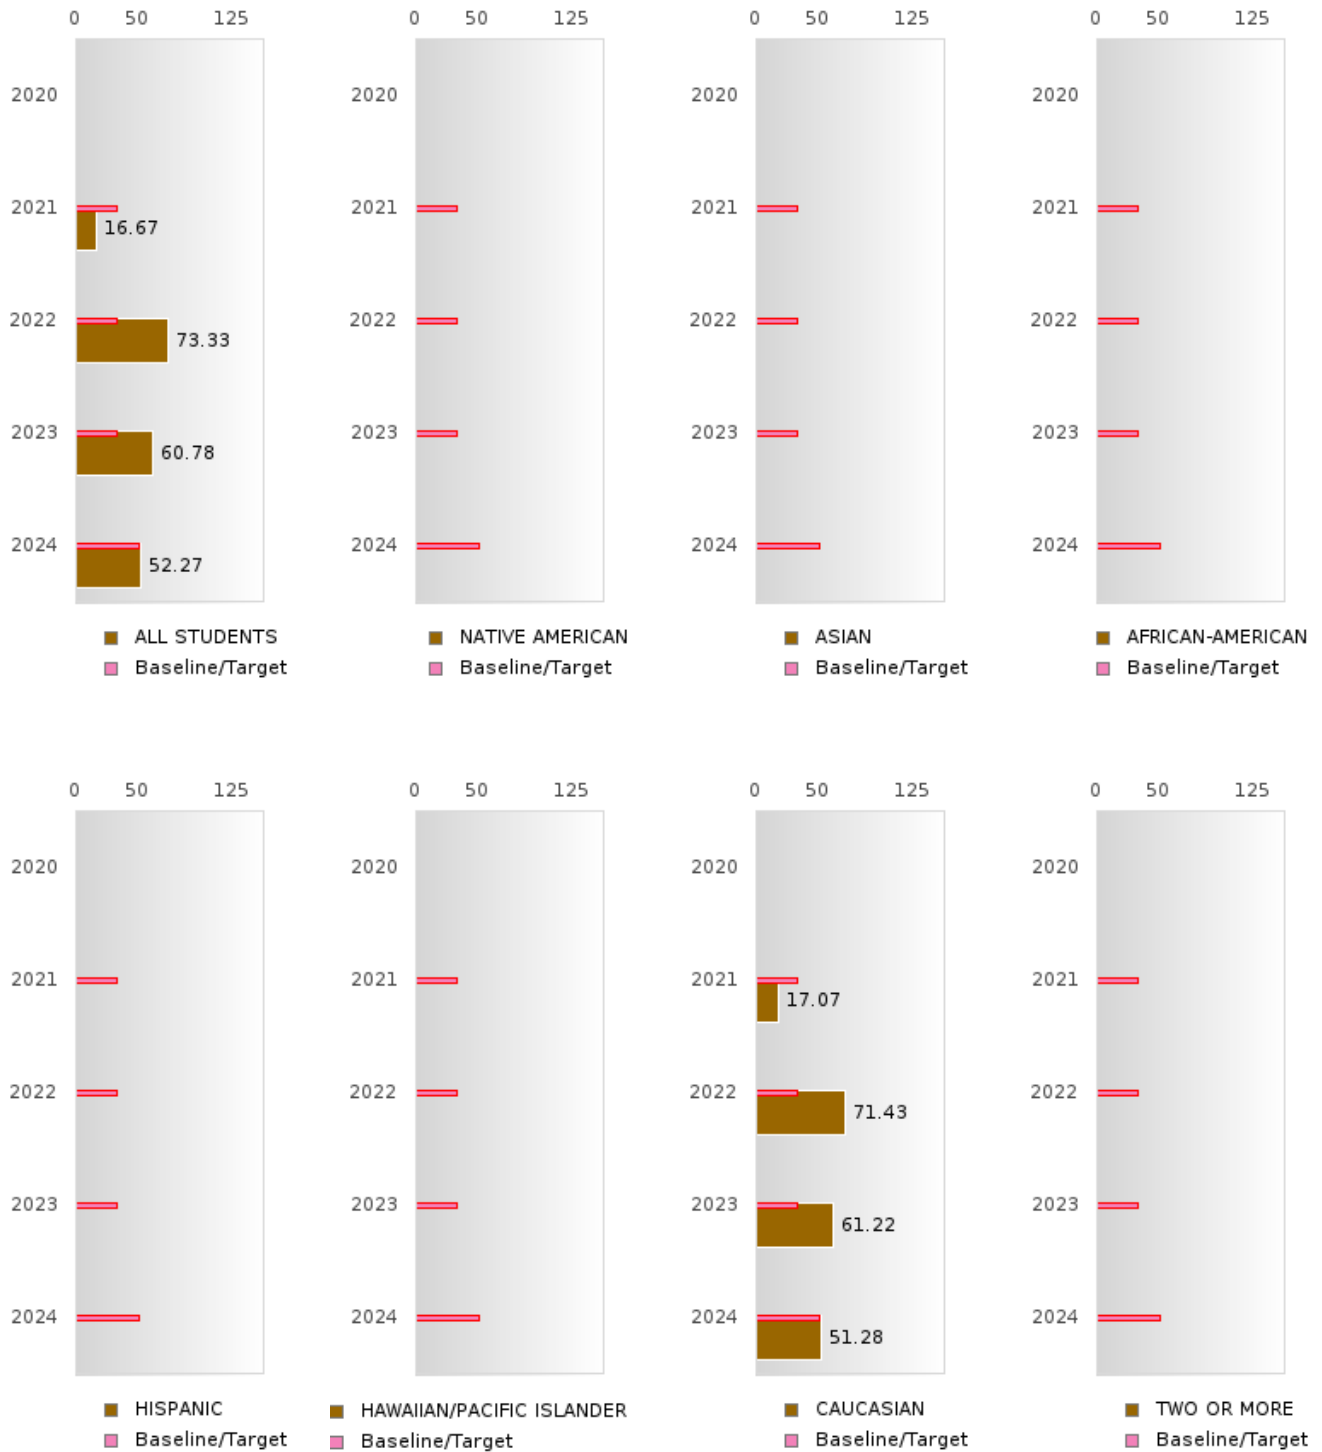 0 50 125 0 50 125 0 50 125 0 50 125
2020 2020 2020 2020
2021 2021 2021 2021
16.67
2022 2022 2022 2022
73.33
2023 2023 2023 2023
60.78
2024 2024 2024 2024
52.27
ALL STUDENTS NATIVE AMERICAN ASIAN AFRICAN-AMERICAN
Baseline/Target Baseline/Target Baseline/Target Baseline/Target
0 50 125 0 50 125 0 50 125 0 50 125
2020 2020 2020 2020
2021 2021 2021 2021
17.07
2022 2022 2022 2022
71.43
2023 2023 2023 2023
61.22
2024 2024 2024 2024
51.28
HISPANIC HAWAIIAN/PACIFIC ISLANDER CAUCASIAN TWO OR MORE
Baseline/Target Baseline/Target Baseline/Target Baseline/Target